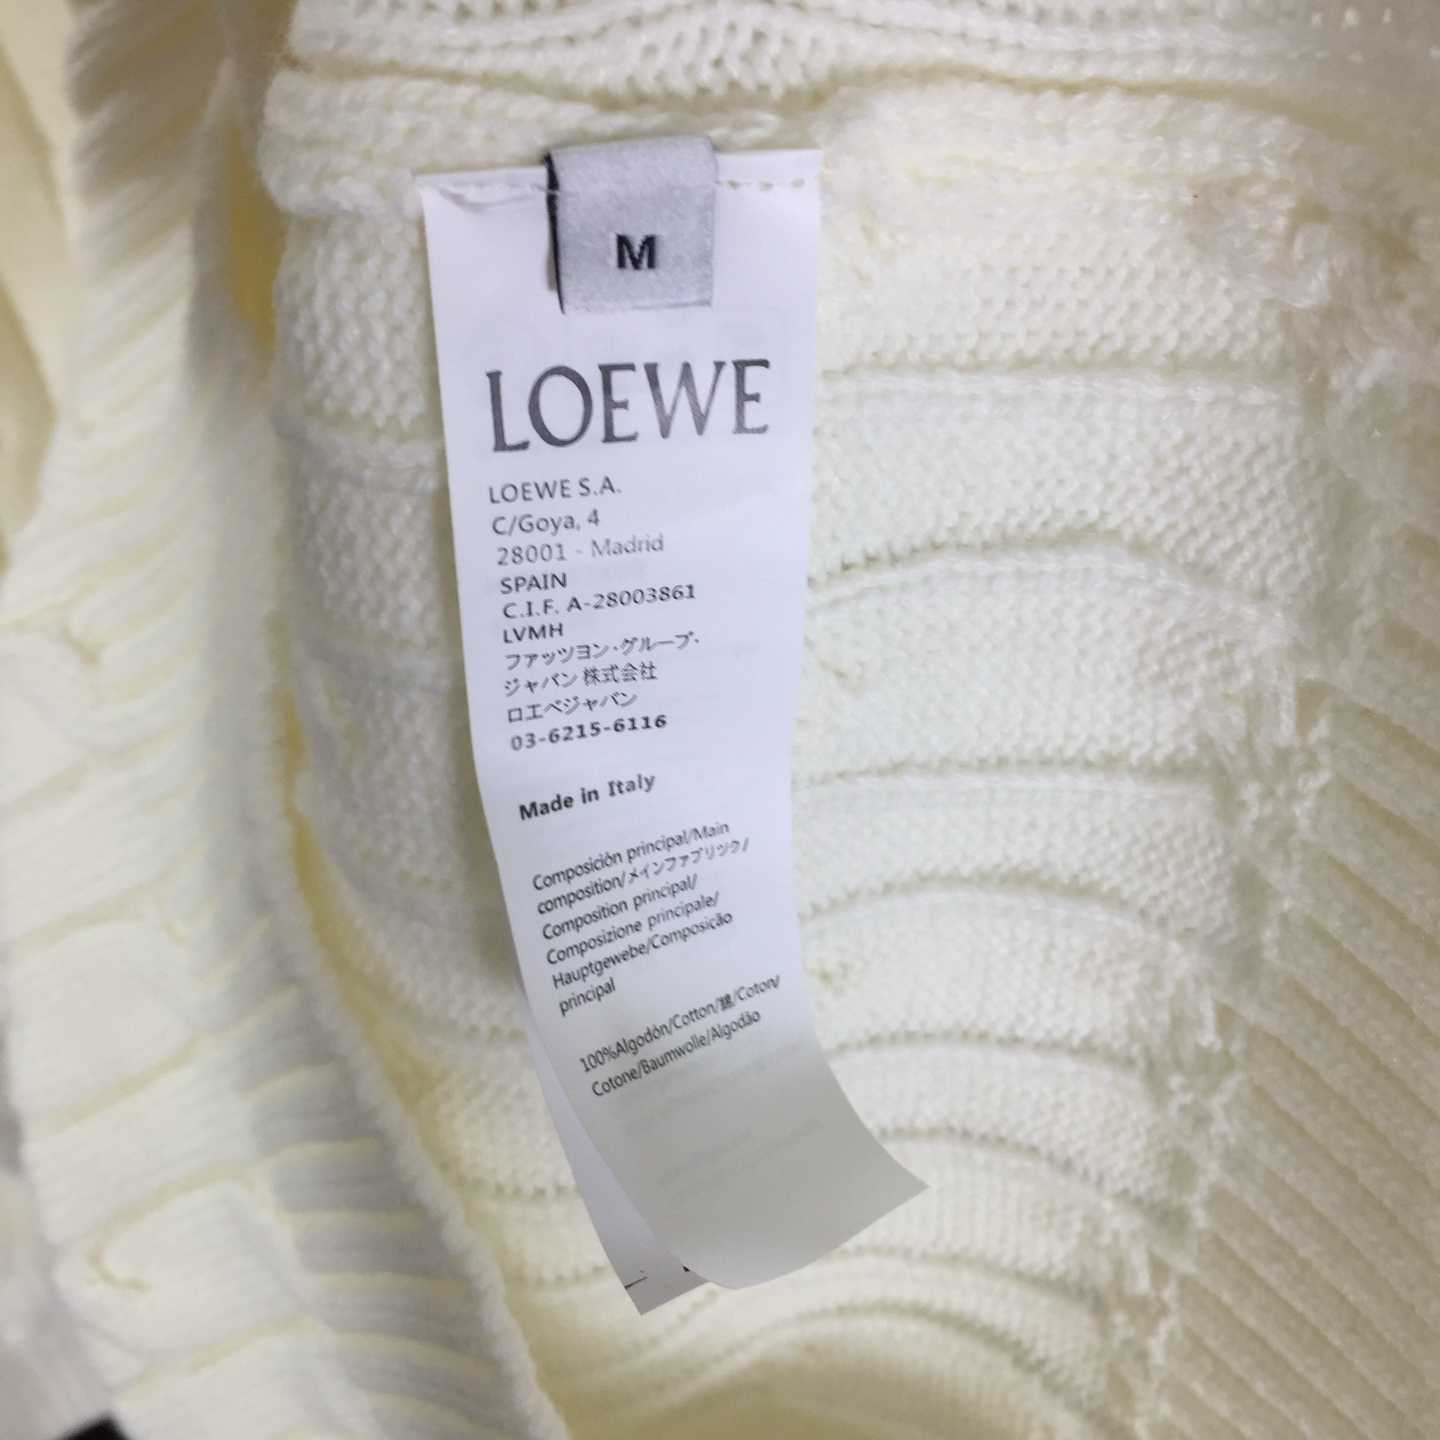 M
LOEWE
LOEWE S.A.
C/Goya, 4
28001 - Madrid
SPAIN
C.I.F. A-28003861
LVMH
ファッツヨン・グループ・
ジャバン 株式会社
ロエベジャバン
03-6215-6116
Made in Italy
Composición principal/Main
composition/メインファブリツク/
Composition principal/
Composizione principale/
Hauptgewebe/Composição
principal
100%Algodón/Cotton/綿/Coton/
Cotone/Baumwolle/Algodão